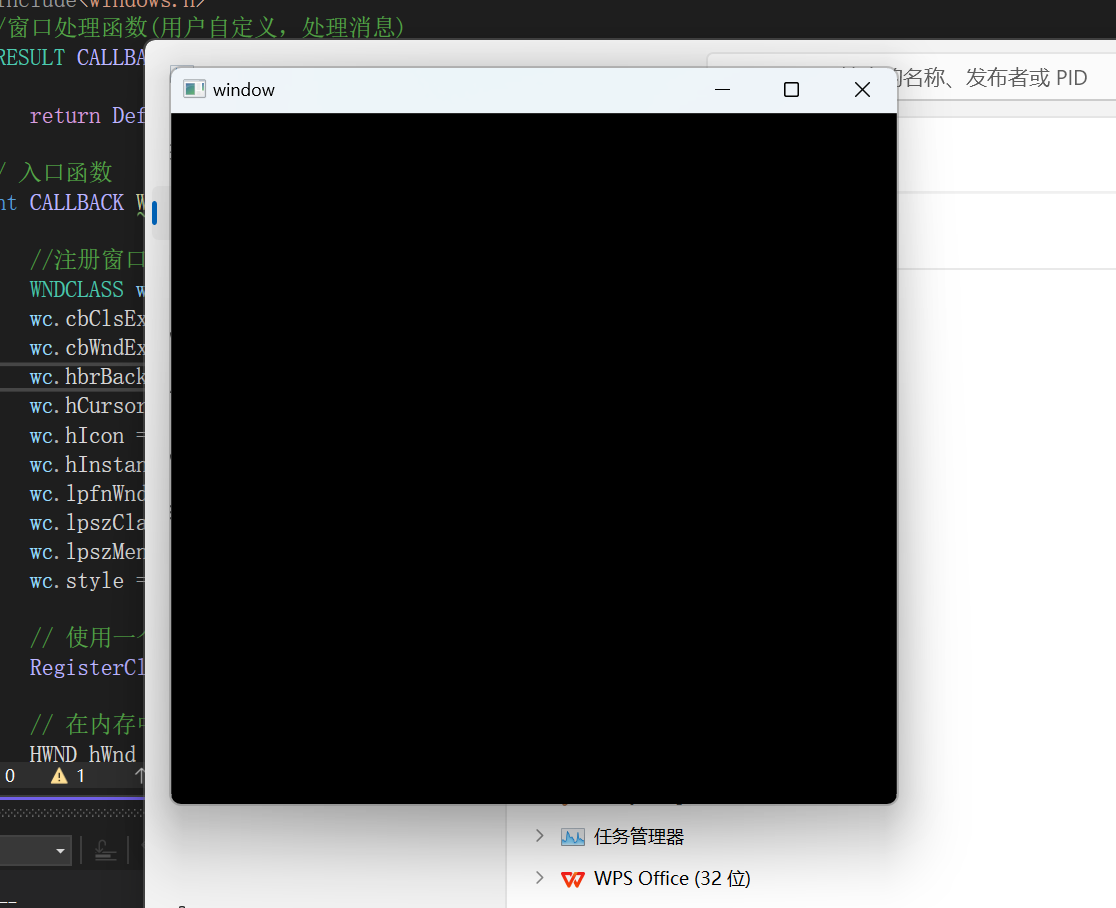 include<windows.h>
/窗口处理函数(用户自定义，处理消息)
RESULT CALLBA
window
的名称、发布者或 PID
return Def
/ 入口函数
nt CALLBACK W
//注册窗口
WNDCLASS w
wc.cbClsEx
wc.cbWndEx
wc.hbrBack
wc.hCursor
wc.hIcon =
wc.hInstan
wc.lpfnWnd
wc.lpszCla
wc.lpszMen
wc.style =
// 使用一个
RegisterCl
// 在内存中
HWND hWnd
0
1
任务管理器
WPS Office (32 位)